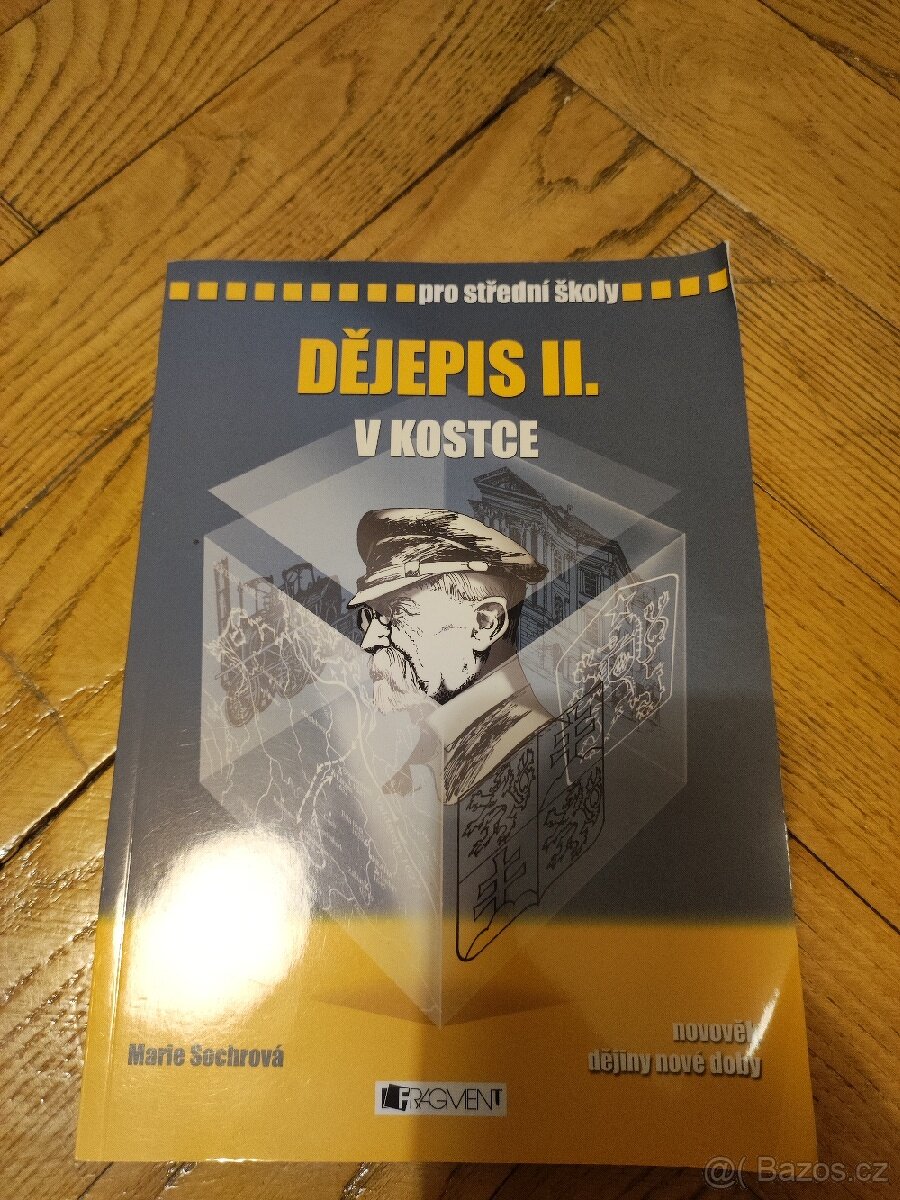 pro střední školy
DĚJEPIS II.
V KOSTCE
Marie Sochrová
novověk
dějiny nové doby
FRAGMENT
@( Bazos.cz